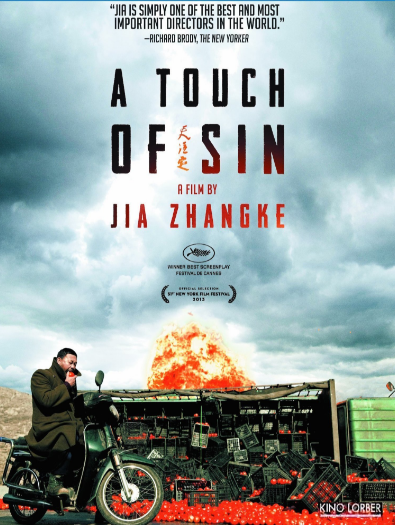 "JIA IS SIMPLY ONE OF THE BEST AND MOST
IMPORTANT DIRECTORS IN THE WORLD."
—RICHARD BRODY, THE NEW YORKER
A TOUCH
OF SIN
天注定
A FILM BY
JIA ZHANGKE
WINNER BEST SCREENPLAY
FESTIVAL DE CANNES
OFFICIAL SELECTION
51st NEW YORK FILM FESTIVAL
2013
KINO LORBER